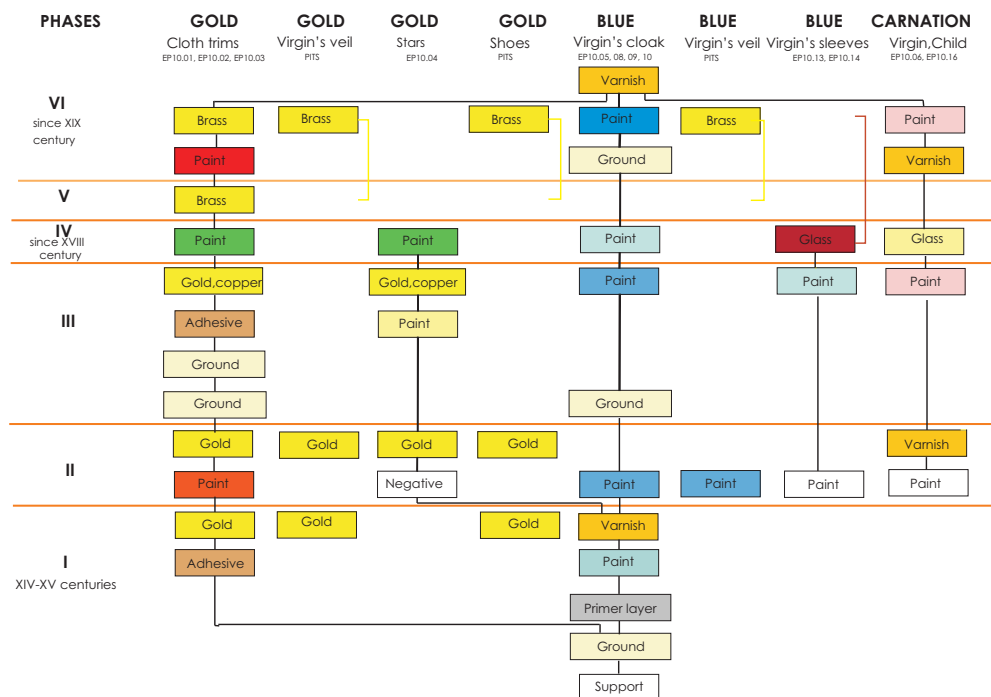 PHASES GOLD GOLD GOLD GOLD BLUE BLUE BLUE CARNATION
Cloth trims Virgin's veil Stars Shoes Virgin's cloak Virgin's veil Virgin's sleeves Virgin,Child
EP10.01, EP10.02, EP10.03 PITS EP10.04 PITS EP10.05, 08, 09, 10 PITS EP10.13, EP10.14 EP10.06, EP10.16
Varnish
VI Brass Brass Brass Paint Brass Paint
since XIX
century
Paint Ground Varnish
V Brass
IV Paint Paint Paint Glass Glass
since XVIII
century
Gold,copper Gold,copper Paint Paint Paint
III Adhesive Paint
Ground
Ground Ground
Gold Gold Gold Gold Varnish
II Paint Negative Paint Paint Paint Paint
Gold Gold Gold Varnish
I Adhesive Paint
XIV-XV centuries
Primer layer
Ground
Support